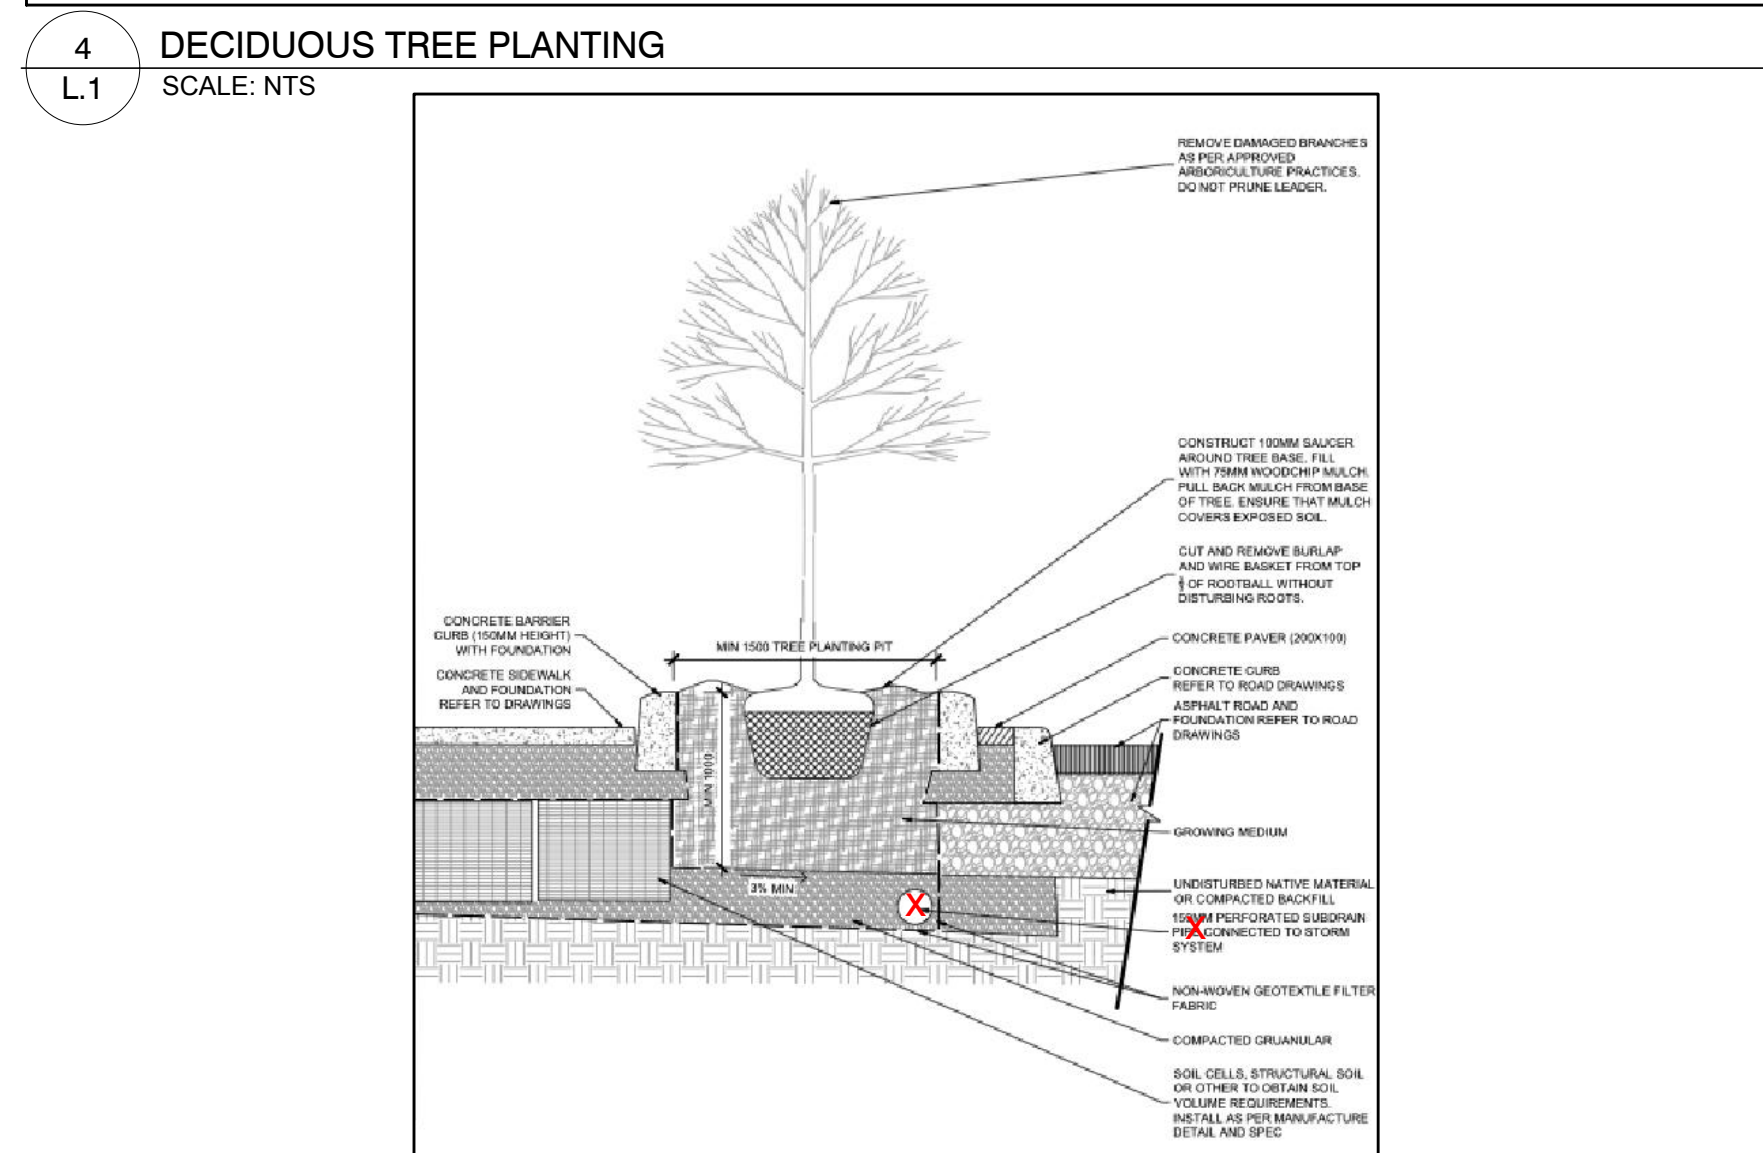 4
L.1
DECIDUOUS TREE PLANTING
SCALE: NTS
REMOVE DAMAGED BRANCHES
AS PER APPROVED
ARBORICULTURE PRACTICES.
DO NOT PRUNE LEADER.
CONSTRUCT 100MM SAUCER
AROUND TREE BASE. FILL
WITH 75MM WOODCHIP MULCH.
PULL BACK MULCH FROM BASE
OF TREE. ENSURE THAT MULCH
COVERS EXPOSED SOIL.
CUT AND REMOVE BURLAP
AND WIRE BASKET FROM TOP
OF ROOTBALL WITHOUT
DISTURBING ROOTS.
CONCRETE BARRIER
CURB (150MM HEIGHT)
WITH FOUNDATION
CONCRETE SIDEWALK
AND FOUNDATION
REFER TO DRAWINGS
MIN 1500 TREE PLANTING PIT
MIN 1000
3% MIN.
CONCRETE PAVER (200X100)
CONCRETE CURB
REFER TO ROAD DRAWINGS
ASPHALT ROAD AND
FOUNDATION REFER TO ROAD
DRAWINGS
GROWING MEDIUM
UNDISTURBED NATIVE MATERIAL
OR COMPACTED BACKFILL
X
150MM PERFORATED SUBDRAIN
PIPE CONNECTED TO STORM
SYSTEM
X
NON-WOVEN GEOTEXTILE FILTER
FABRIC
COMPACTED GRUANULAR
SOIL CELLS, STRUCTURAL SOIL
OR OTHER TO OBTAIN SOIL
VOLUME REQUIREMENTS.
INSTALL AS PER MANUFACTURE
DETAIL AND SPEC